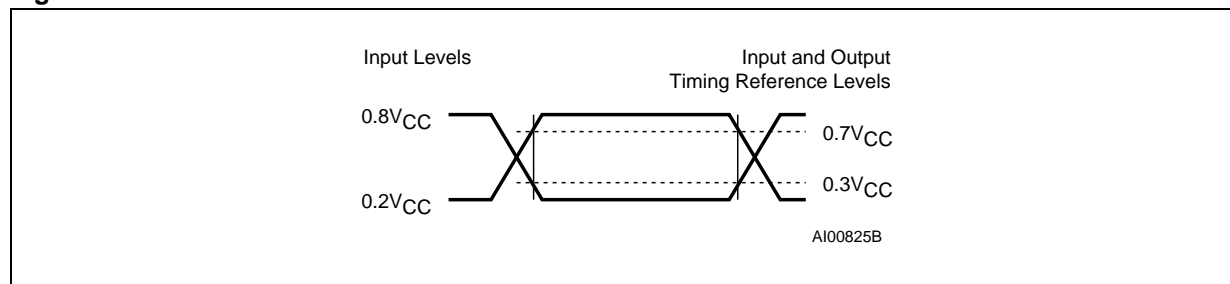 Input Levels
Input and Output
Timing Reference Levels
0.8VCC
0.7VCC
0.3VCC
0.2VCC
AI00825B